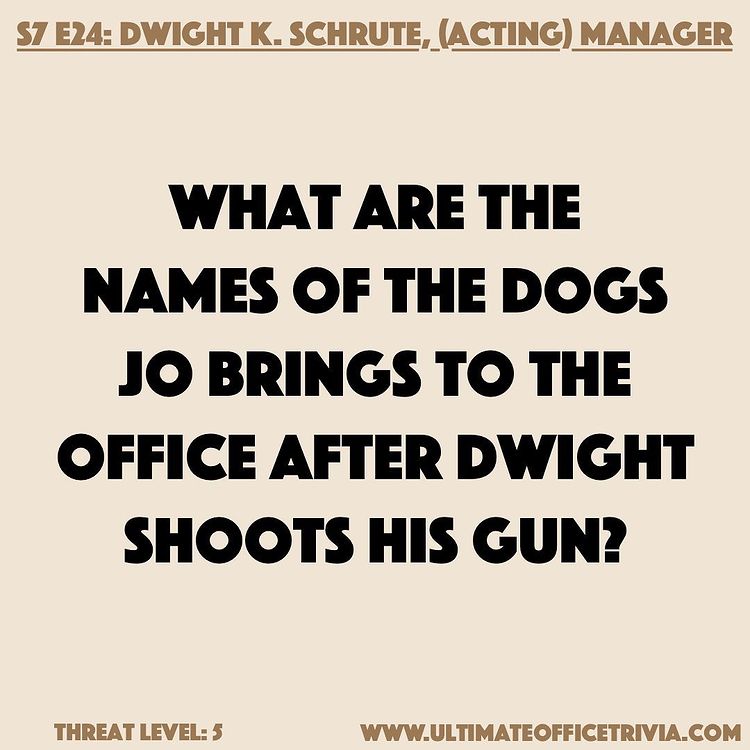 S7 E24: DWIGHT K. SCHRUTE, (ACTING) MANAGER
WHAT ARE THE
NAMES OF THE DOGS
JO BRINGS TO THE
OFFICE AFTER DWIGHT
SHOOTS HIS GUN?
THREAT LEVEL: 5
WWW.ULTIMATEOFFICETRIVIA.COM